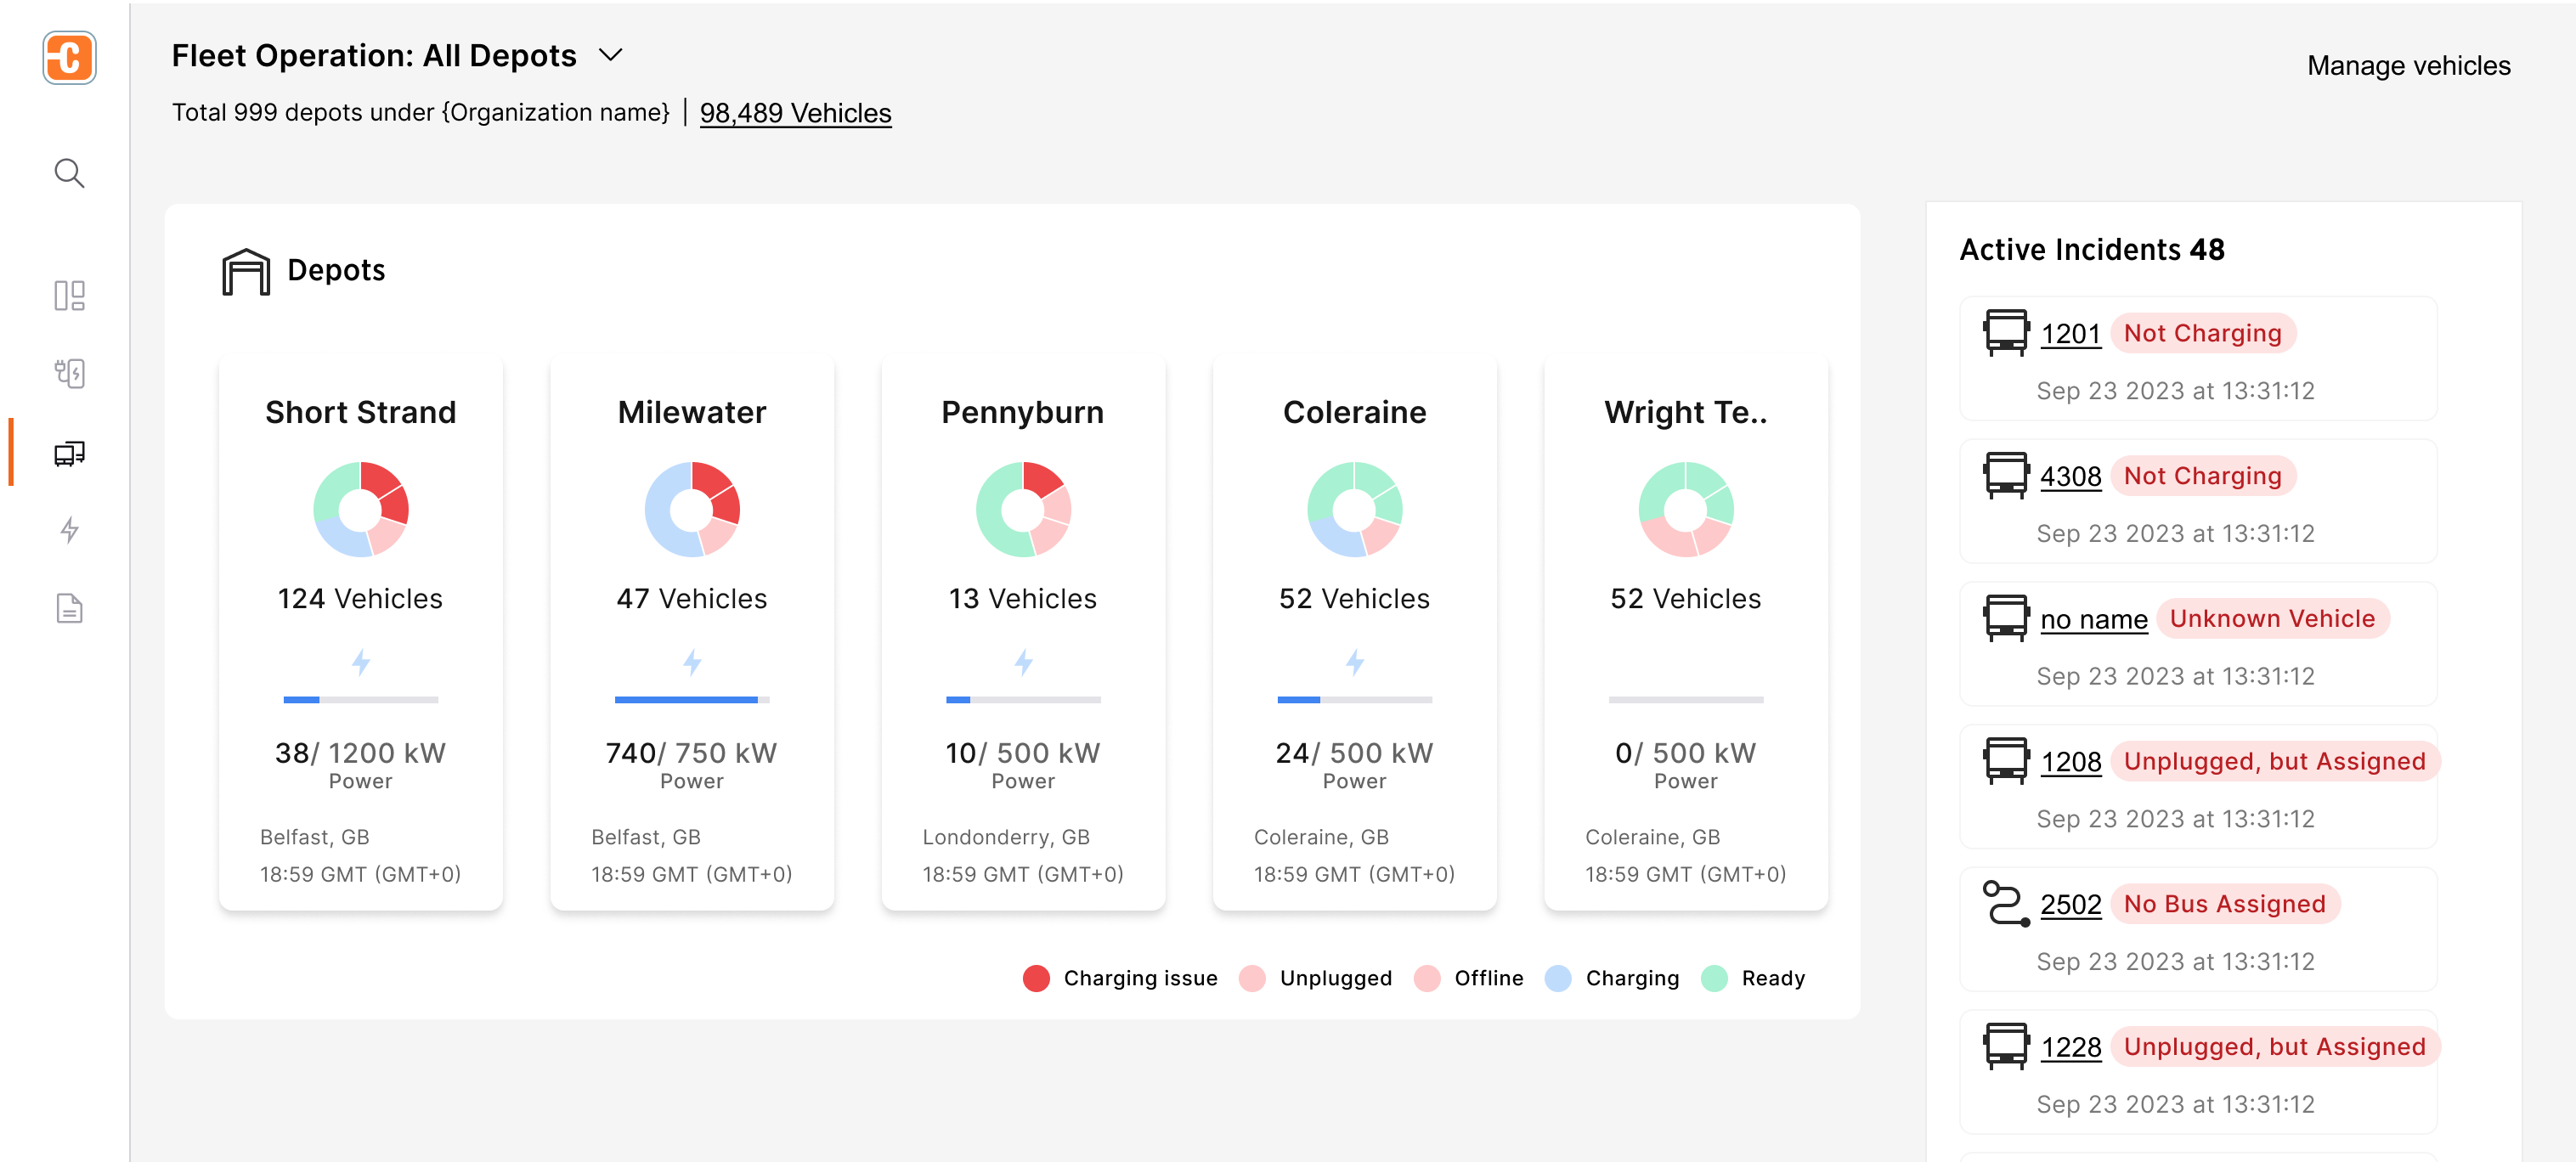 Fleet Operation: All Depots
Manage vehicles
Total 999 depots under {Organization name} | 98,489 Vehicles
Depots
Short Strand
124 Vehicles
38/ 1200 kW
Power
Belfast, GB
18:59 GMT (GMT+0)
Milewater
47 Vehicles
740/ 750 kW
Power
Belfast, GB
18:59 GMT (GMT+0)
Pennyburn
13 Vehicles
10/ 500 kW
Power
Londonderry, GB
18:59 GMT (GMT+0)
Coleraine
52 Vehicles
24/ 500 kW
Power
Coleraine, GB
18:59 GMT (GMT+0)
Wright Te..
52 Vehicles
0/ 500 kW
Power
Coleraine, GB
18:59 GMT (GMT+0)
Charging issue
Unplugged
Offline
Charging
Ready
Active Incidents 48
1201 Not Charging
Sep 23 2023 at 13:31:12
4308 Not Charging
Sep 23 2023 at 13:31:12
no name Unknown Vehicle
Sep 23 2023 at 13:31:12
1208 Unplugged, but Assigned
Sep 23 2023 at 13:31:12
2502 No Bus Assigned
Sep 23 2023 at 13:31:12
1228 Unplugged, but Assigned
Sep 23 2023 at 13:31:12